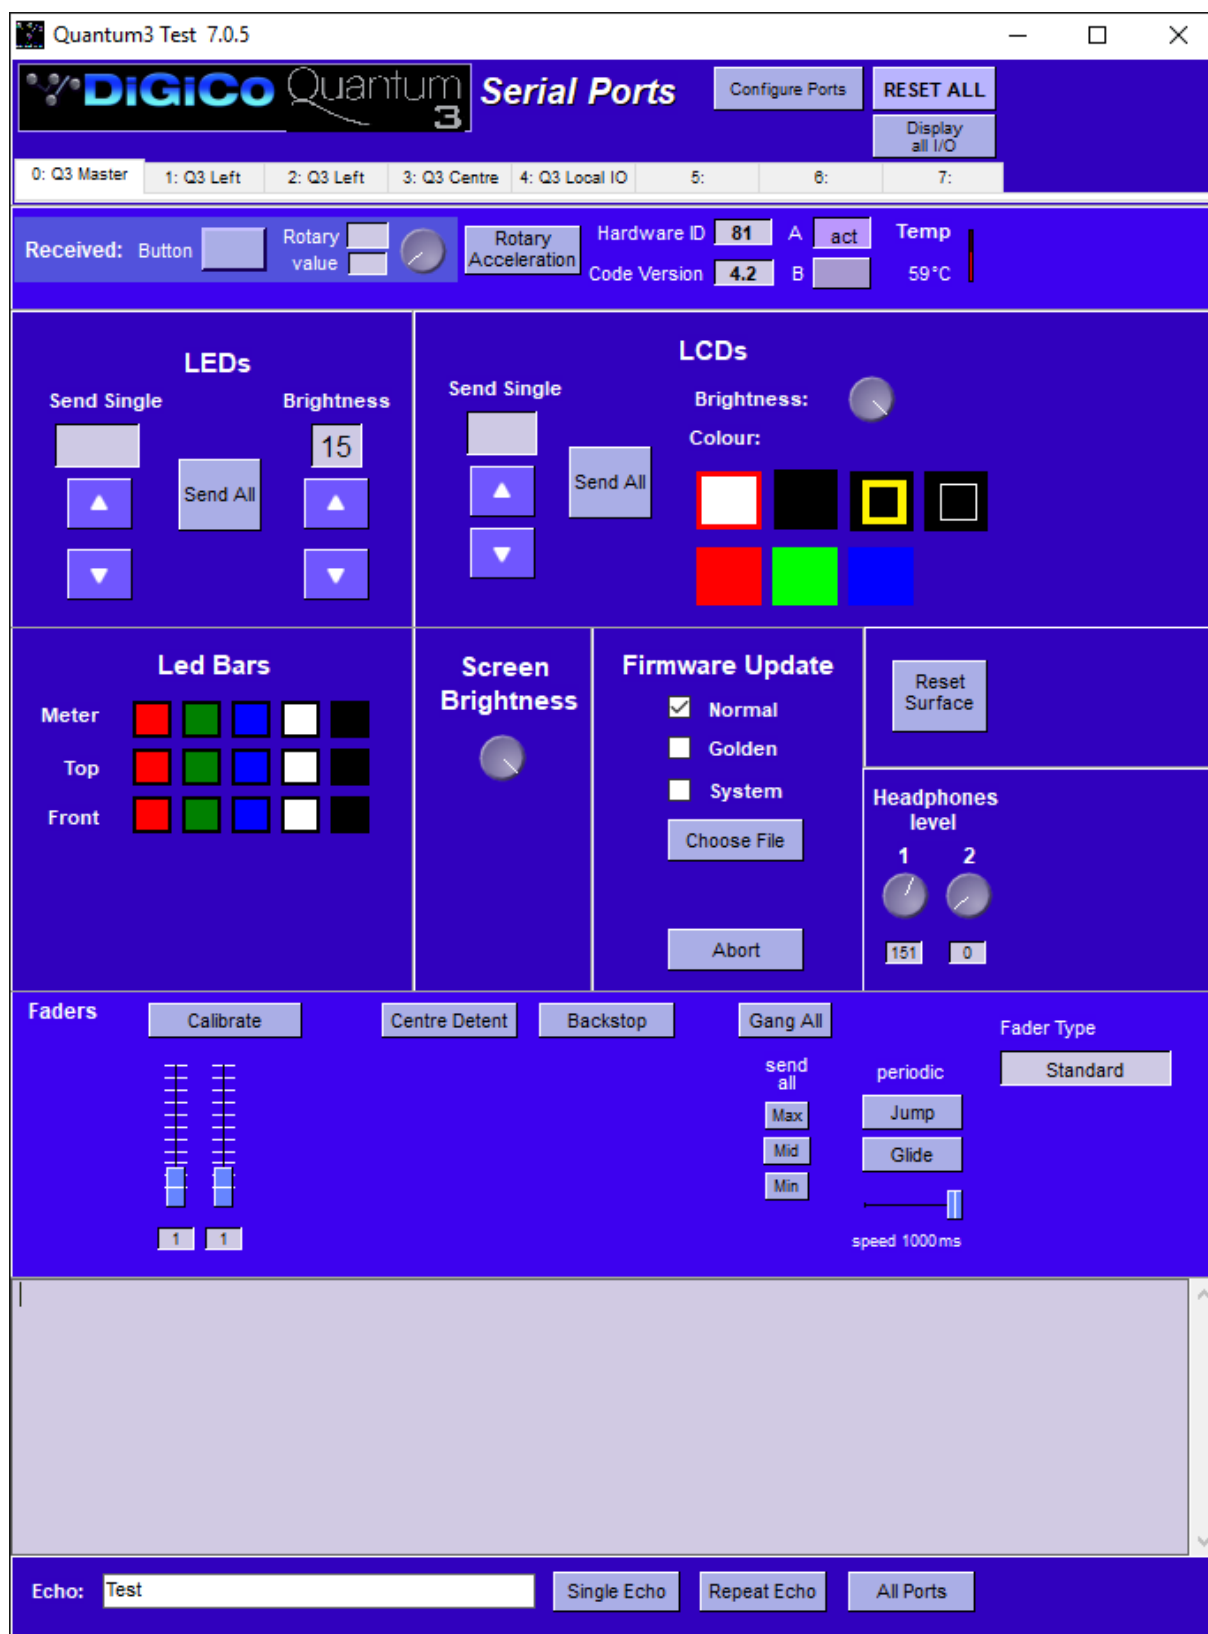 Quantum3 Test 7.0.5
DiGiCo Quantum 3
Serial Ports
Configure Ports
RESET ALL
Display
all I/O
0: Q3 Master
1: Q3 Left
2: Q3 Left
3: Q3 Centre
4: Q3 Local IO
5:
6:
7:
Received:
Button
Rotary
value
Rotary
Acceleration
Hardware ID 81
A act
Temp
Code Version 4.2
B
59°C
LEDs
Send Single
Brightness
15
Send All
LCDs
Send Single
Brightness:
Colour:
Send All
Led Bars
Meter
Top
Front
Screen
Brightness
Firmware Update
Normal
Golden
System
Choose File
Abort
Reset
Surface
Headphones
level
1 2
151 0
Faders
Calibrate
Centre Detent
Backstop
Gang All
Fader Type
Standard
send
all
Max
Mid
Min
periodic
Jump
Glide
speed 1000ms
1 1
Echo:
Test
Single Echo
Repeat Echo
All Ports